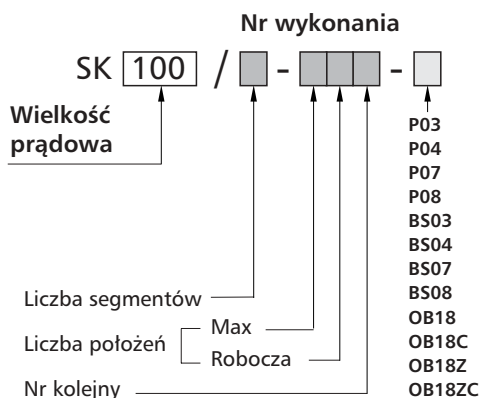 Nr wykonania
SK 100 / - -
Wielkość
prądowa
P03
P04
P07
P08
BS03
BS04
BS07
BS08
OB18
OB18C
OB18Z
OB18ZC
Liczba segmentów
Liczba położeń
Max
Robocza
Nr kolejny